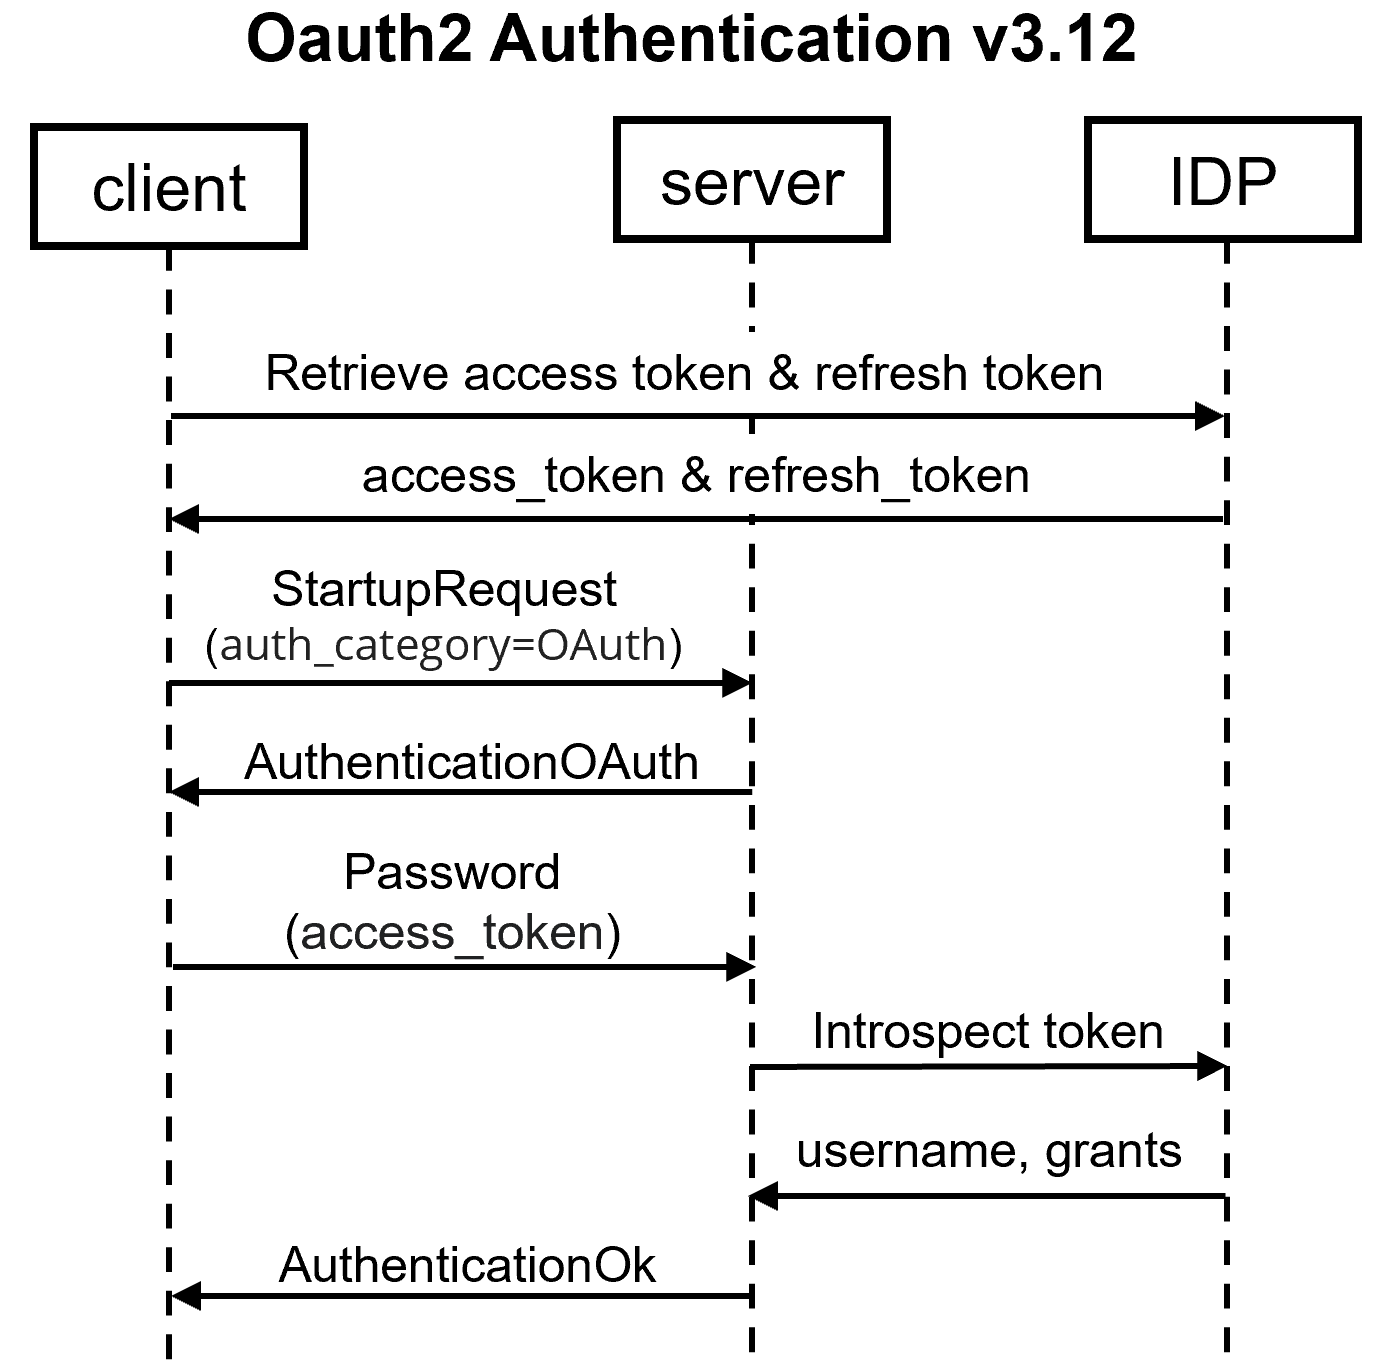 Oauth2 Authentication v3.12
client
server
IDP
Retrieve access token & refresh token
access_token & refresh_token
StartupRequest
(auth_category=OAuth)
AuthenticationOAuth
Password
(access_token)
Introspect token
username, grants
AuthenticationOk